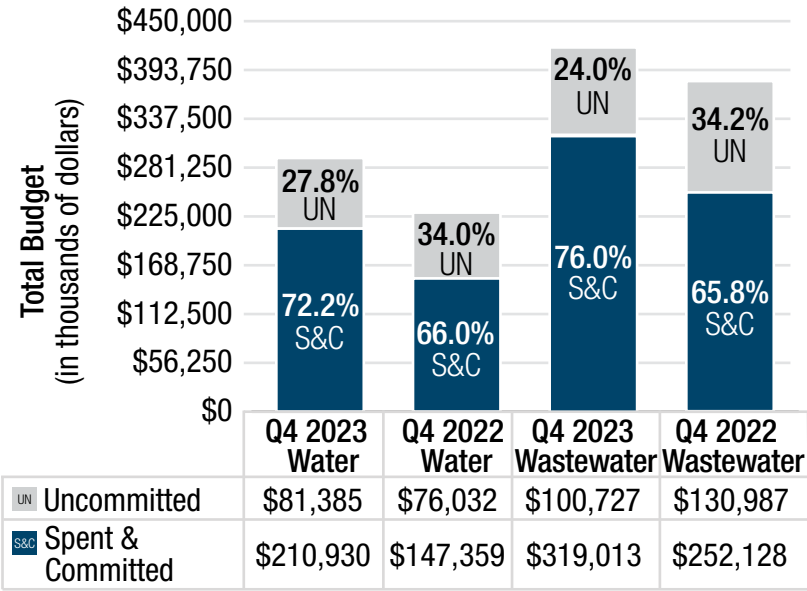 $450,000
$393,750
$337,500
$281,250
$225,000
$168,750
$112,500
$56,250
$0
Total Budget
(in thousands of dollars)
27.8%
UN
72.2%
S&C
34.0%
UN
66.0%
S&C
24.0%
UN
76.0%
S&C
34.2%
UN
65.8%
S&C
Q4 2023 Q4 2022 Q4 2023 Q4 2022
Water Water Wastewater Wastewater
UN Uncommitted $81,385 $76,032 $100,727 $130,987
S&C Spent &
Committed $210,930 $147,359 $319,013 $252,128